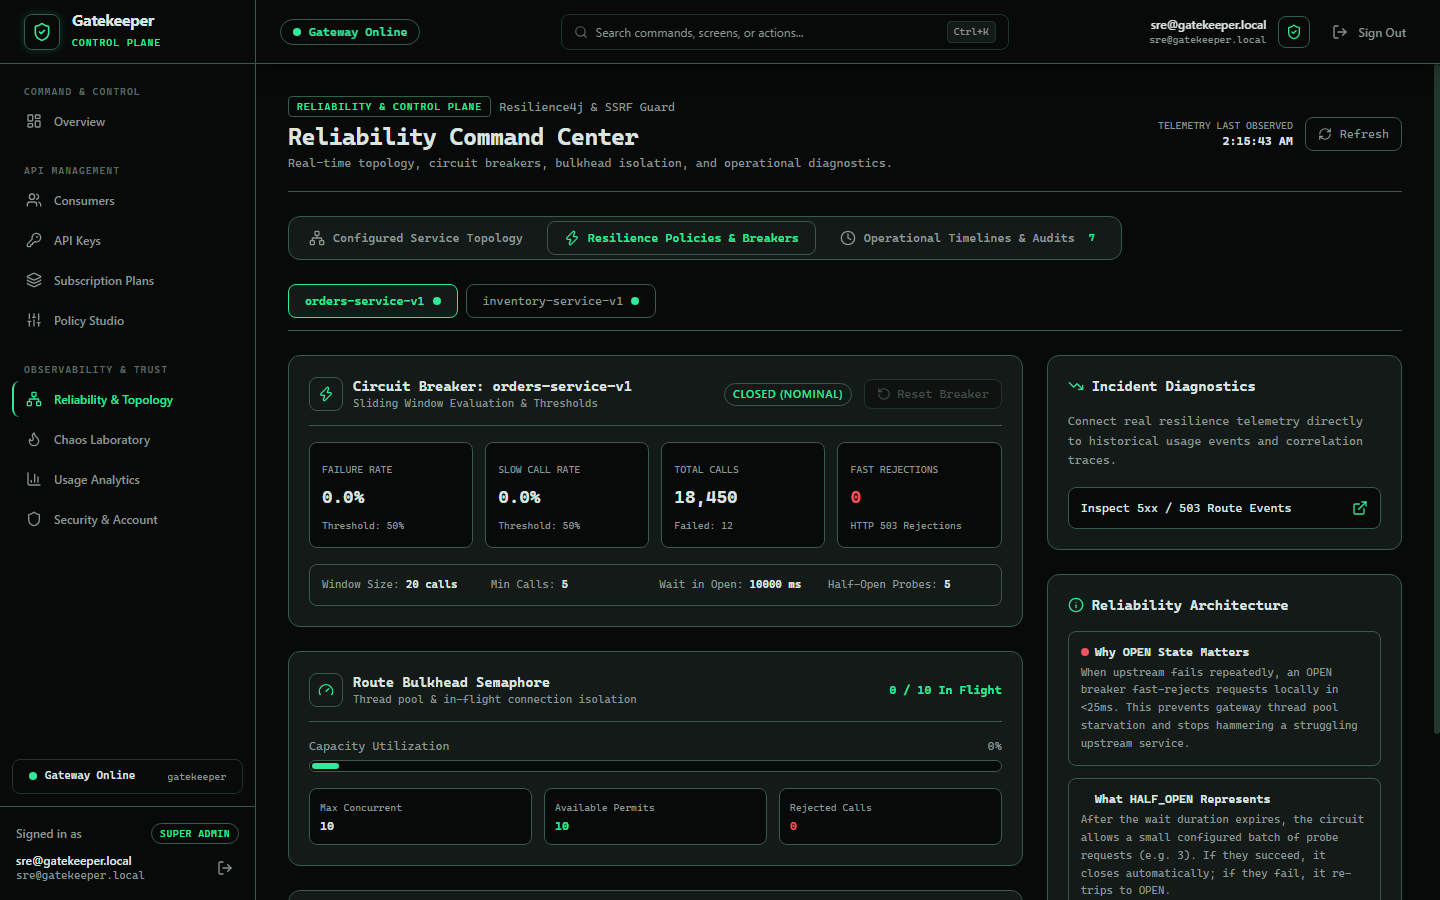 Gatekeeper
CONTROL PLANE
Gateway Online
Search commands, screens, or actions...
Ctrl+K
sre@gatekeeper.local
sre@gatekeeper.local
Sign Out
COMMAND & CONTROL
Overview
API MANAGEMENT
Consumers
API Keys
Subscription Plans
Policy Studio
OBSERVABILITY & TRUST
Reliability & Topology
Chaos Laboratory
Usage Analytics
Security & Account
Gateway Online
gatekeeper
Signed in as
SUPER ADMIN
sre@gatekeeper.local
sre@gatekeeper.local
RELIABILITY & CONTROL PLANE
Resilience4j & SSRF Guard
Reliability Command Center
Real-time topology, circuit breakers, bulkhead isolation, and operational diagnostics.
TELEMETRY LAST OBSERVED
2:15:43 AM
Refresh
Configured Service Topology
Resilience Policies & Breakers
Operational Timelines & Audits 7
orders-service-v1
inventory-service-v1
Circuit Breaker: orders-service-v1
Sliding Window Evaluation & Thresholds
CLOSED (NOMINAL)
Reset Breaker
FAILURE RATE
0.0%
Threshold: 50%
SLOW CALL RATE
0.0%
Threshold: 50%
TOTAL CALLS
18,450
Failed: 12
FAST REJECTIONS
0
HTTP 503 Rejections
Window Size: 20 calls
Min Calls: 5
Wait in Open: 10000 ms
Half-Open Probes: 5
Route Bulkhead Semaphore
Thread pool & in-flight connection isolation
0 / 10 In Flight
Capacity Utilization
0%
Max Concurrent
10
Available Permits
10
Rejected Calls
0
Incident Diagnostics
Connect real resilience telemetry directly
to historical usage events and correlation
traces.
Inspect 5xx / 503 Route Events
Reliability Architecture
Why OPEN State Matters
When upstream fails repeatedly, an OPEN
breaker fast-rejects requests locally in
<25ms. This prevents gateway thread pool
starvation and stops hammering a struggling
upstream service.
What HALF_OPEN Represents
After the wait duration expires, the circuit
allows a small configured batch of probe
requests (e.g. 3). If they succeed, it
closes automatically; if they fail, it re-
trips to OPEN.